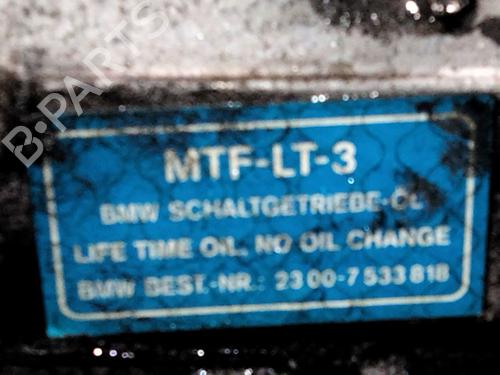 B-PARTS
MTF-LT-3
BMW SCHALTGETRIEBE-OL
LIFE TIME OIL. NO OIL CHANGE
BMW BEST.-NR.: 23 00-7 533 818